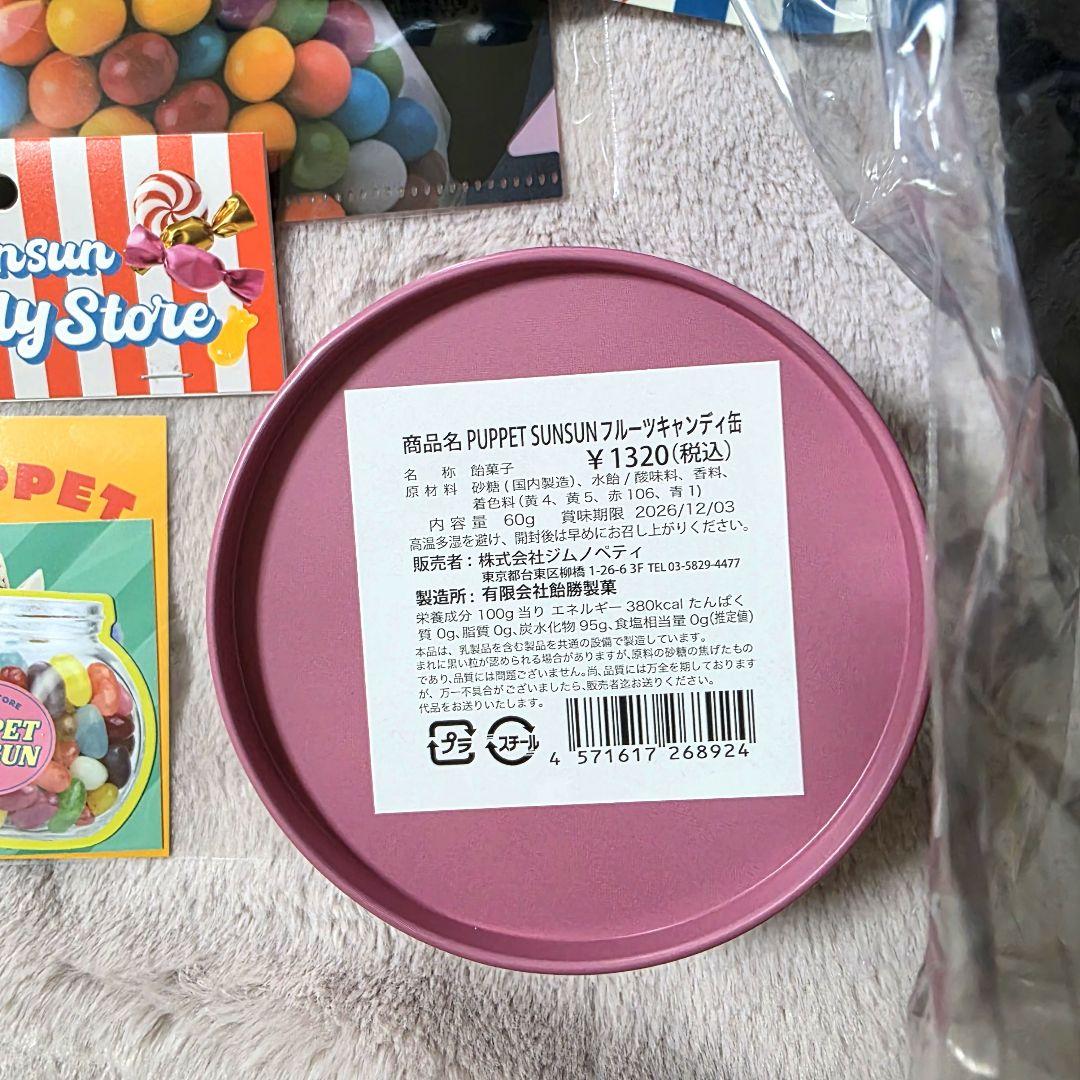 nsun
ly Store
PPET
STORE
PET
SUN
商品名 PUPPET SUNSUN フルーツキャンディ缶
￥1320(税込)
名 称 飴菓子
原材料 砂糖(国内製造)、水飴/酸味料、香料、
着色料(黄4、黄5、赤106、青1)
内容量 60g 賞味期限 2026/12/03
高温多湿を避け、開封後は早めにお召し上がりください。
販売者:株式会社ジムノペティ
東京都台東区柳橋 1-26-6 3F TEL 03-5829-4477
製造所:有限会社飴勝製菓
栄養成分 100g当り エネルギー 380kcal たんぱく
質 0g、脂質 0g、炭水化物 95g、食塩相当量 0g(推定値)
本品は、乳製品を含む製品を共通の設備で製造しています。
まれに黒い粒が認められる場合がありますが、原料の砂糖の焦げたもの
であり、品質には問題ございません。尚、品質には万全を期しております
が、万一不具合がございましたら、販売者迄お送りください。
代品をお送りいたします。
プラ スチール
4 571617 268924